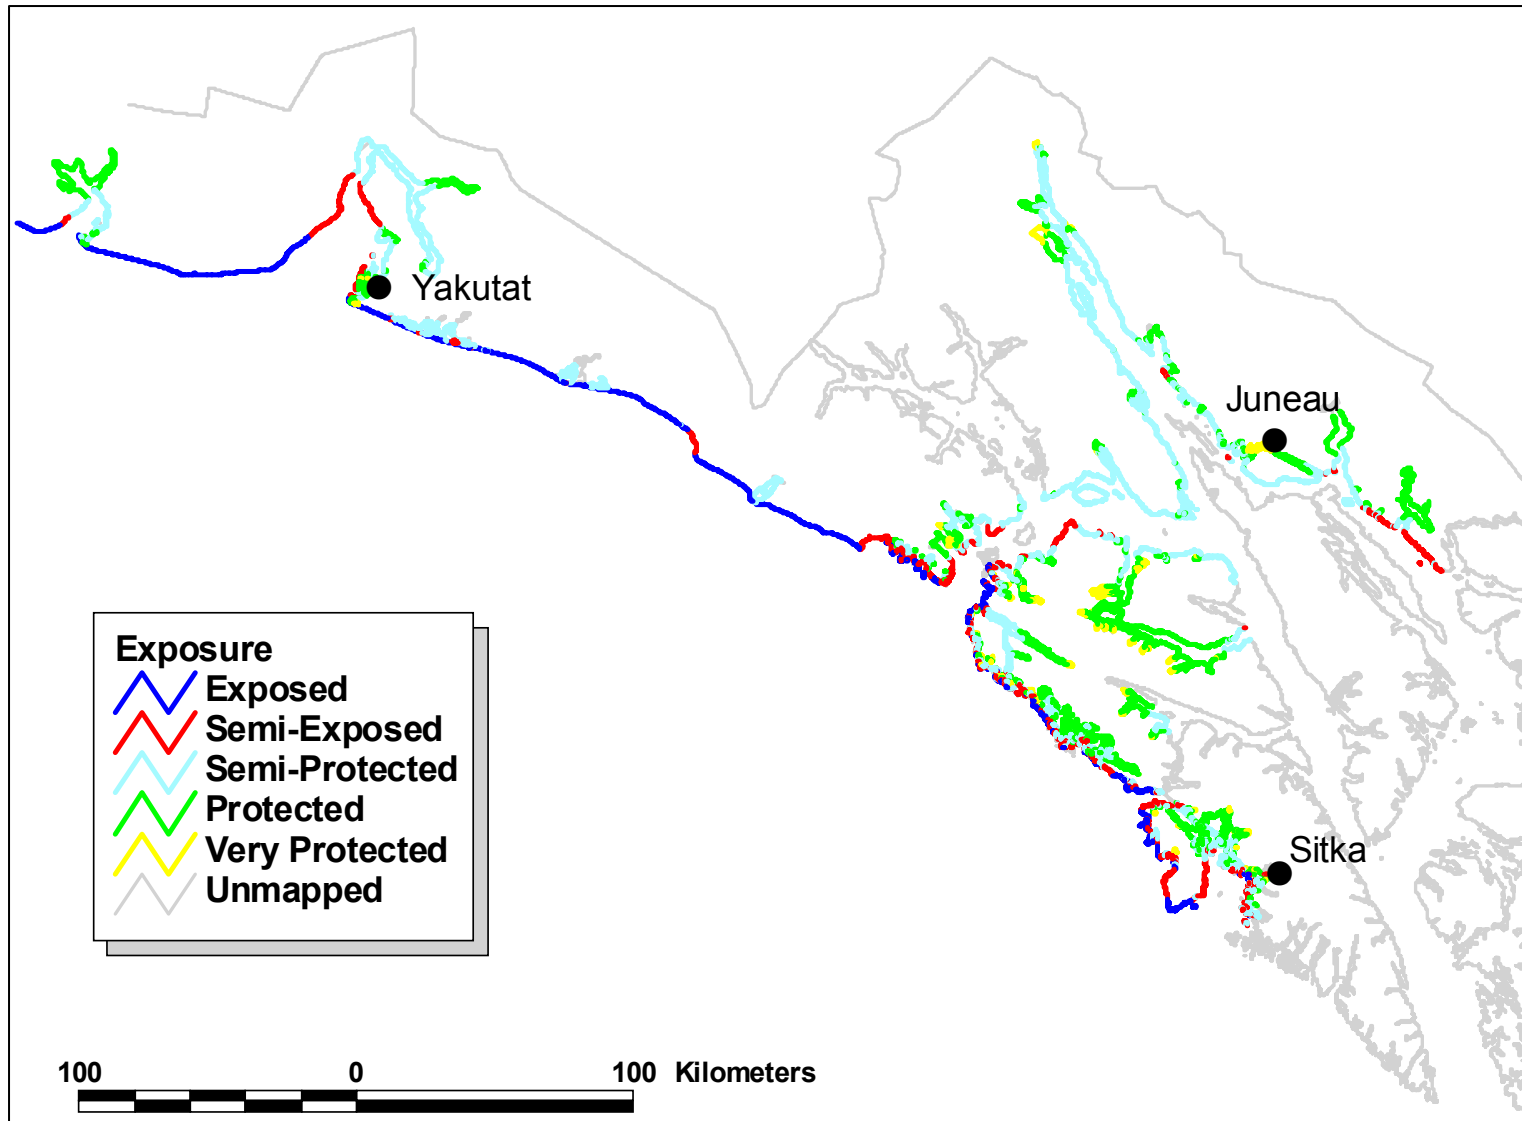 Yakutat
Juneau
Exposure
Exposed
Semi-Exposed
Semi-Protected
Protected
Very Protected
Unmapped
Sitka
100 0 100 Kilometers